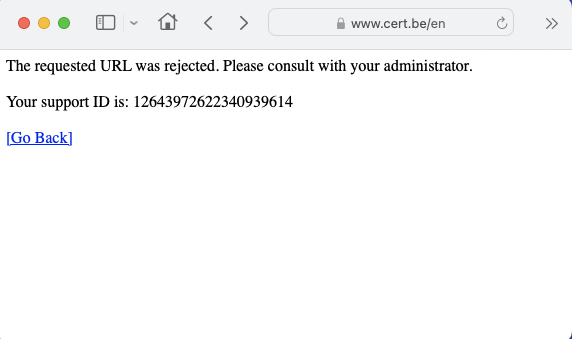 www.cert.be/en
The requested URL was rejected. Please consult with your administrator.
Your support ID is: 12643972622340939614
[Go Back]